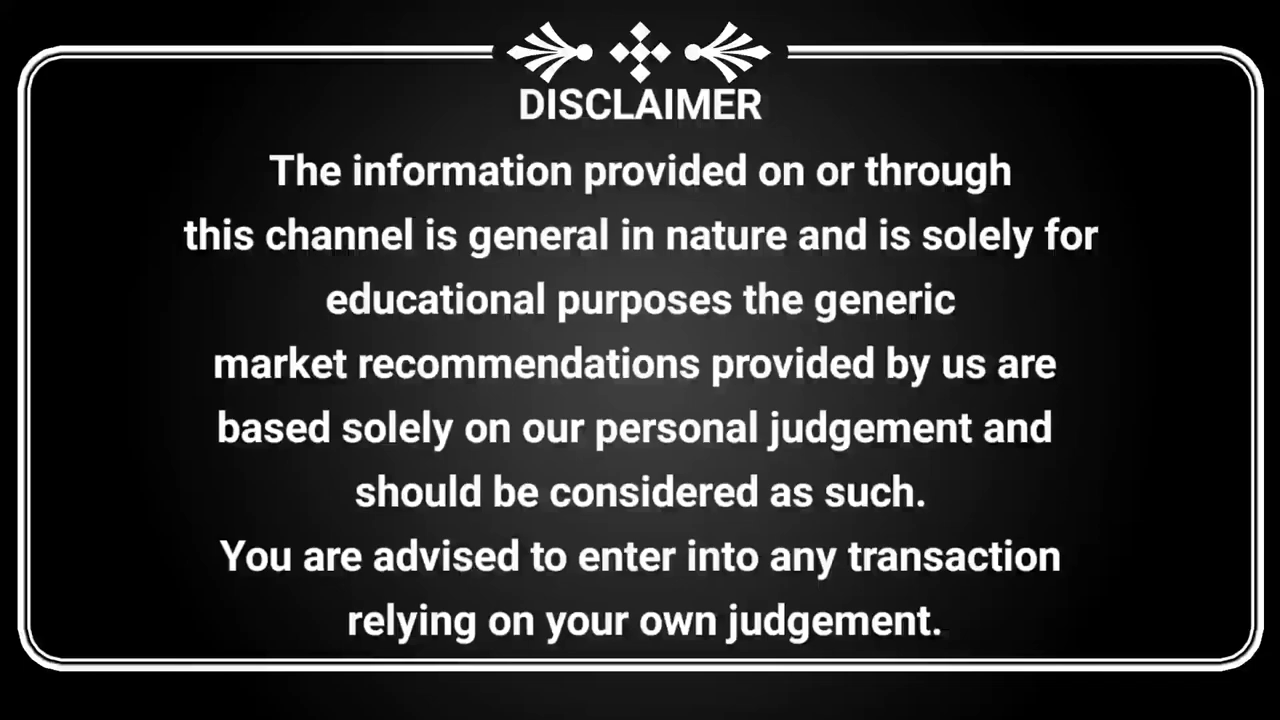 DISCLAIMER
The information provided on or through
this channel is general in nature and is solely for
educational purposes the generic
market recommendations provided by us are
based solely on our personal judgement and
should be considered as such.
You are advised to enter into any transaction
relying on your own judgement.